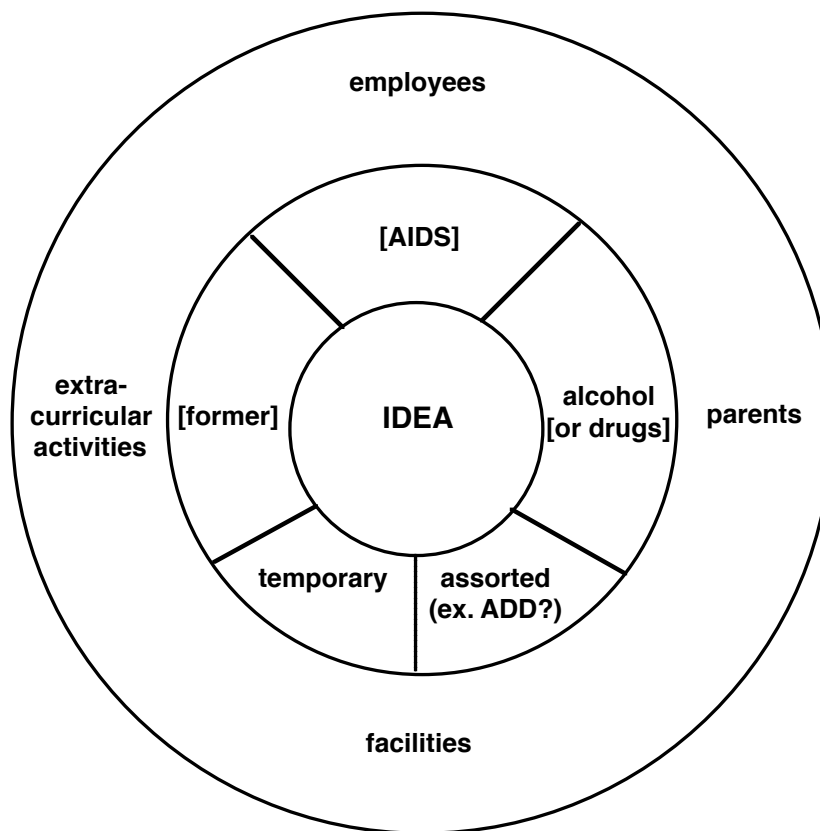 employees
[AIDS]
extra-
curricular
activities
[former]
IDEA
alcohol
[or drugs]
parents
temporary
assorted
(ex. ADD?)
facilities